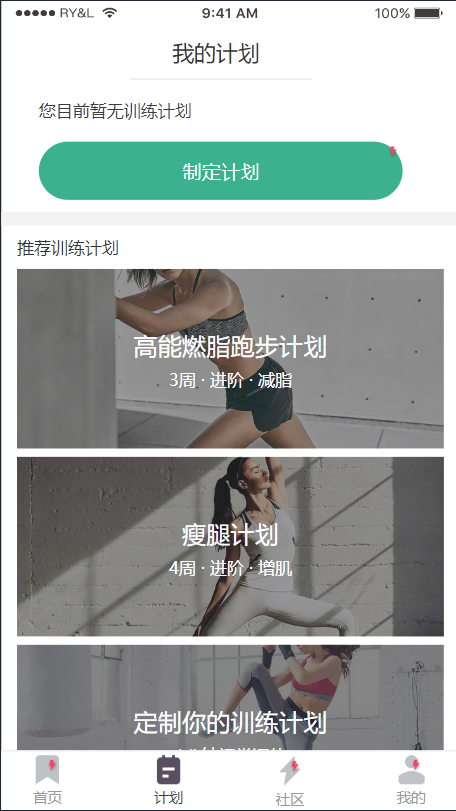 RY&L 9:41 AM 100%
我的计划
您目前暂无训练计划
制定计划
推荐训练计划
高能燃脂跑步计划
3周 · 进阶 · 减脂
瘦腿计划
4周 · 进阶 · 增肌
定制你的训练计划
首页 计划 社区 我的